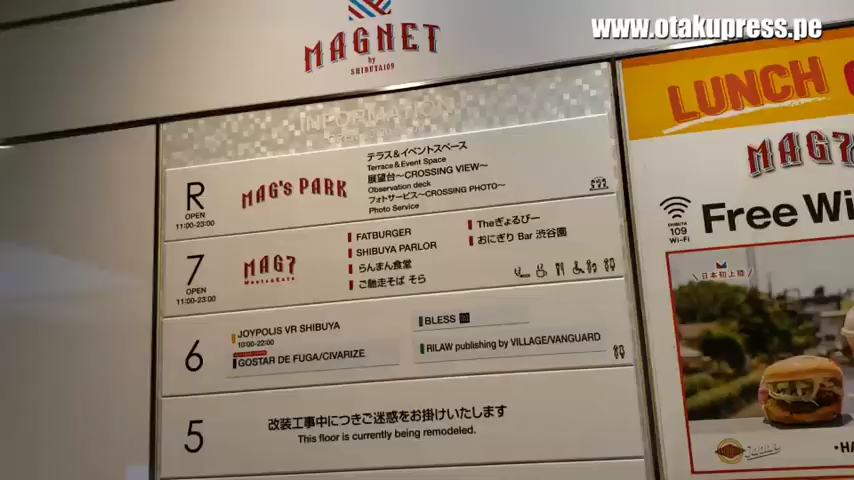 www.otakupress.pe
MAGNET
by
SHIBUYA109
INFORMATION
R
OPEN
11:00-23:00
MAG'S PARK
テラス&イベントスペース
Terrace & Event Space
展望台〜CROSSING VIEW〜
Observation deck
フォトサービス〜CROSSING PHOTO〜
Photo Service
7
OPEN
11:00-23:00
MAG7
FATBURGER
SHIBUYA PARLOR
らんまん食堂
ご馳走そば そら
Theぎょるびー
おにぎり Bar 渋谷園
6
JOYPOLIS VR SHIBUYA
10:00-22:00
GOSTAR DE FUGA/CIVARIZE
BLESS
RILAW publishing by VILLAGE/VANGUARD
5
改装工事中につきご迷惑をお掛けいたします
This floor is currently being remodeled.
LUNCH
MAG7
SHIBUYA
109
Wi-Fi
Free Wi
日本初上陸